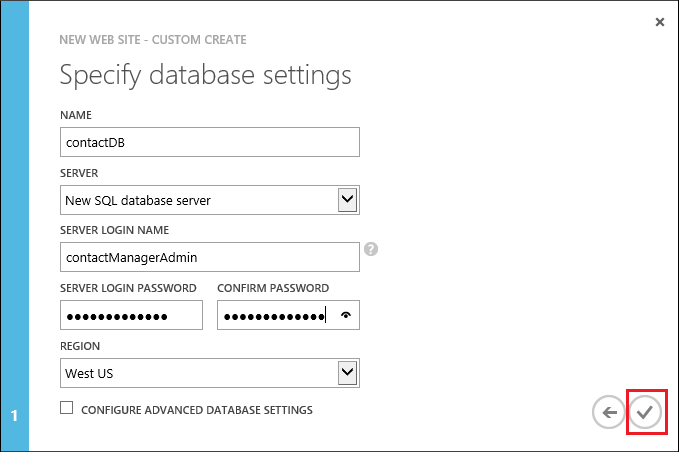 NEW WEB SITE - CUSTOM CREATE
Specify database settings
NAME
contactDB
SERVER
New SQL database server
SERVER LOGIN NAME
contactManagerAdmin
?
SERVER LOGIN PASSWORD CONFIRM PASSWORD
●●●●●●●●●●●●● ●●●●●●●●●●●●●
REGION
West US
CONFIGURE ADVANCED DATABASE SETTINGS
1